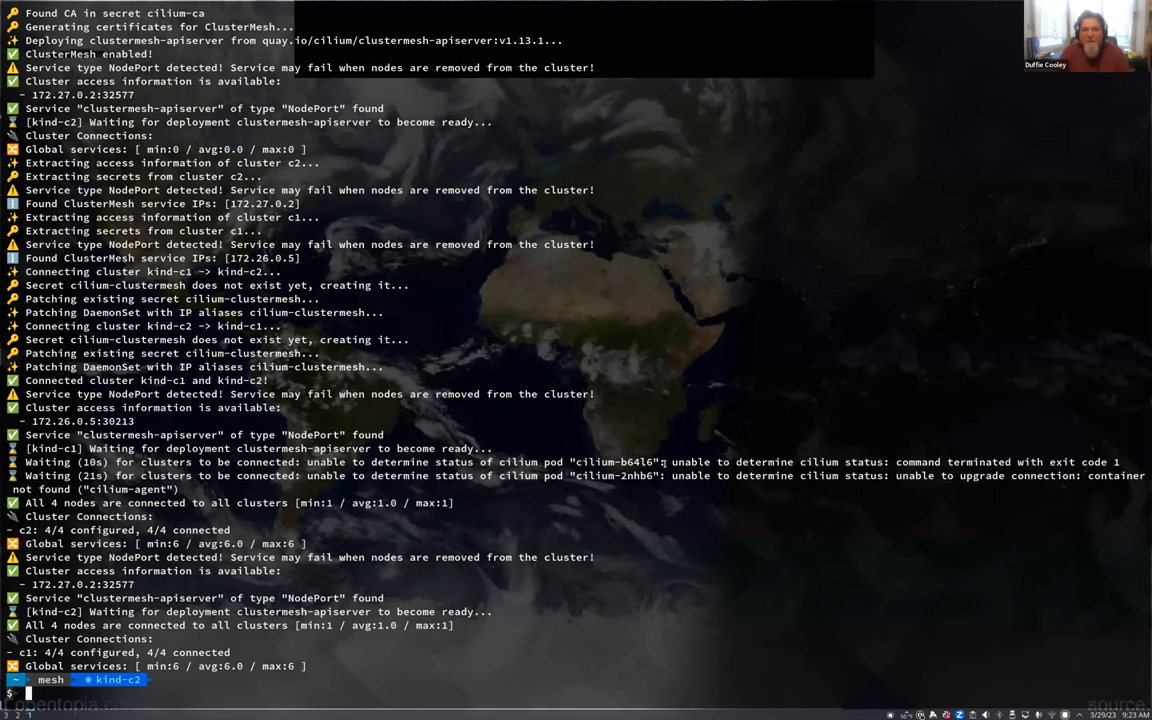 🔑 Found CA in secret cilium-ca
🔑 Generating certificates for ClusterMesh...
✨ Deploying clustermesh-apiserver from quay.io/cilium/clustermesh-apiserver:v1.13.1...
✅ ClusterMesh enabled!
⚠️ Service type NodePort detected! Service may fail when nodes are removed from the cluster!
✅ Cluster access information is available:
- 172.27.0.2:32577
✅ Service "clustermesh-apiserver" of type "NodePort" found
⌛ [kind-c2] Waiting for deployment clustermesh-apiserver to become ready...
🔌 Cluster Connections:
🔀 Global services: [ min:0 / avg:0.0 / max:0 ]
✨ Extracting access information of cluster c2...
🔑 Extracting secrets from cluster c2...
⚠️ Service type NodePort detected! Service may fail when nodes are removed from the cluster!
ℹ️ Found ClusterMesh service IPs: [172.27.0.2]
✨ Extracting access information of cluster c1...
🔑 Extracting secrets from cluster c1...
⚠️ Service type NodePort detected! Service may fail when nodes are removed from the cluster!
ℹ️ Found ClusterMesh service IPs: [172.26.0.5]
✨ Connecting cluster kind-c1 -> kind-c2...
🔑 Secret cilium-clustermesh does not exist yet, creating it...
🔑 Patching existing secret cilium-clustermesh...
✨ Patching DaemonSet with IP aliases cilium-clustermesh...
✨ Connecting cluster kind-c2 -> kind-c1...
🔑 Secret cilium-clustermesh does not exist yet, creating it...
🔑 Patching existing secret cilium-clustermesh...
✨ Patching DaemonSet with IP aliases cilium-clustermesh...
✅ Connected cluster kind-c1 and kind-c2!
⚠️ Service type NodePort detected! Service may fail when nodes are removed from the cluster!
✅ Cluster access information is available:
- 172.26.0.5:30213
✅ Service "clustermesh-apiserver" of type "NodePort" found
⌛ [kind-c1] Waiting for deployment clustermesh-apiserver to become ready...
⌛ Waiting (10s) for clusters to be connected: unable to determine status of cilium pod "cilium-b64l6": unable to determine cilium status: command terminated with exit code 1
⌛ Waiting (21s) for clusters to be connected: unable to determine status of cilium pod "cilium-2nhb6": unable to determine cilium status: unable to upgrade connection: container
not found ("cilium-agent")
✅ All 4 nodes are connected to all clusters [min:1 / avg:1.0 / max:1]
🔌 Cluster Connections:
- c2: 4/4 configured, 4/4 connected
🔀 Global services: [ min:6 / avg:6.0 / max:6 ]
⚠️ Service type NodePort detected! Service may fail when nodes are removed from the cluster!
✅ Cluster access information is available:
- 172.27.0.2:32577
✅ Service "clustermesh-apiserver" of type "NodePort" found
⌛ [kind-c2] Waiting for deployment clustermesh-apiserver to become ready...
✅ All 4 nodes are connected to all clusters [min:1 / avg:1.0 / max:1]
🔌 Cluster Connections:
- c1: 4/4 configured, 4/4 connected
🔀 Global services: [ min:6 / avg:6.0 / max:6 ]
~ mesh ⎈ kind-c2
$
opentopia.com
source
3 2 1
3/29/23 9:23 AM
Duffie Cooley